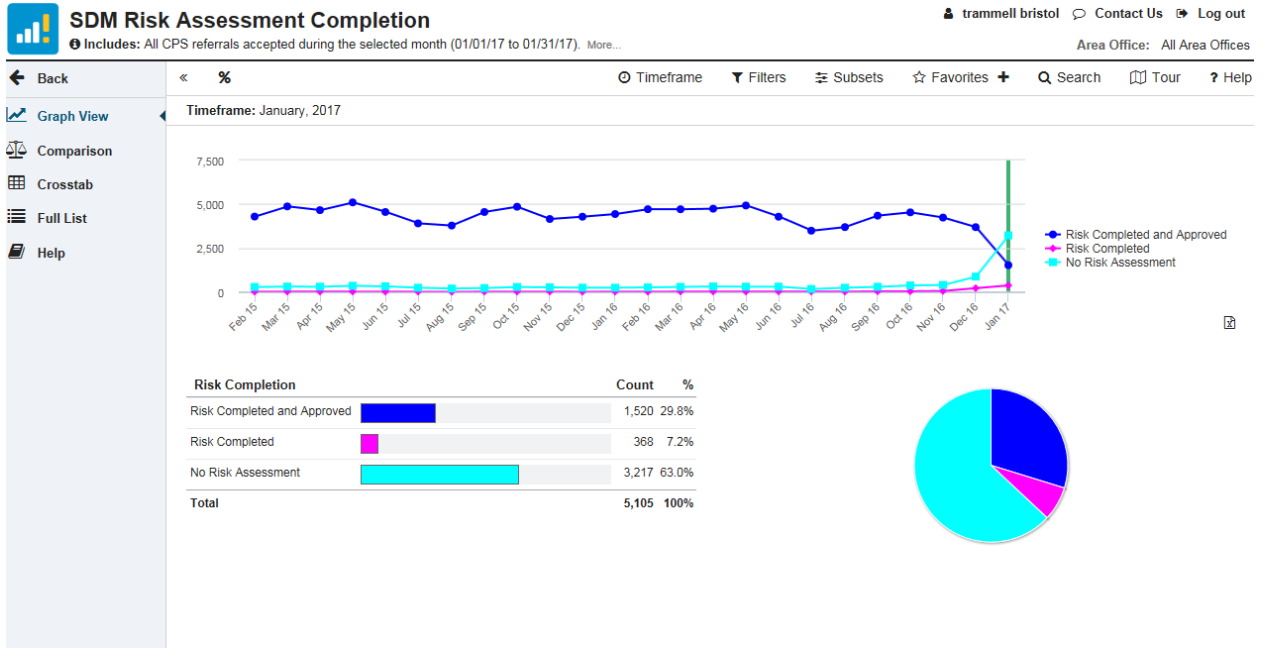 SDM Risk Assessment Completion
trammell bristol Contact Us Log out
Includes: All CPS referrals accepted during the selected month (01/01/17 to 01/31/17). More...
Area Office: All Area Offices
Back
Graph View
Comparison
Crosstab
Full List
Help
« % Timeframe Filters Subsets Favorites + Search Tour ? Help
Timeframe: January, 2017
7,500
5,000
2,500
0
Feb 15 Mar 15 Apr 15 May 15 Jun 15 Jul 15 Aug 15 Sep 15 Oct 15 Nov 15 Dec 15 Jan 16 Feb 16 Mar 16 Apr 16 May 16 Jun 16 Jul 16 Aug 16 Sep 16 Oct 16 Nov 16 Dec 16 Jan 17
Risk Completed and Approved
Risk Completed
No Risk Assessment
Risk Completion Count %
Risk Completed and Approved 1,520 29.8%
Risk Completed 368 7.2%
No Risk Assessment 3,217 63.0%
Total 5,105 100%